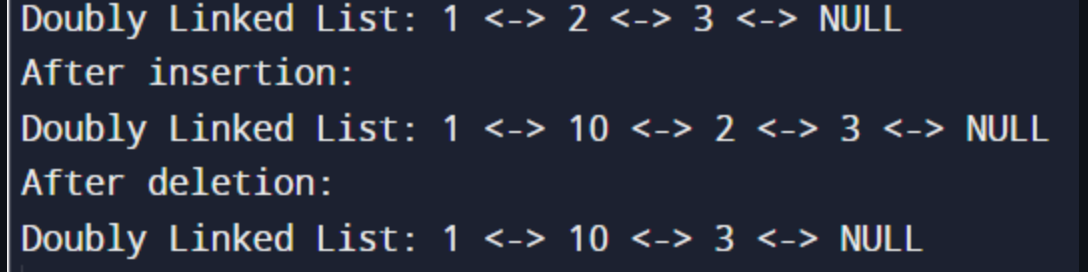 Doubly Linked List: 1 <-> 2 <-> 3 <-> NULL
After insertion:
Doubly Linked List: 1 <-> 10 <-> 2 <-> 3 <-> NULL
After deletion:
Doubly Linked List: 1 <-> 10 <-> 3 <-> NULL